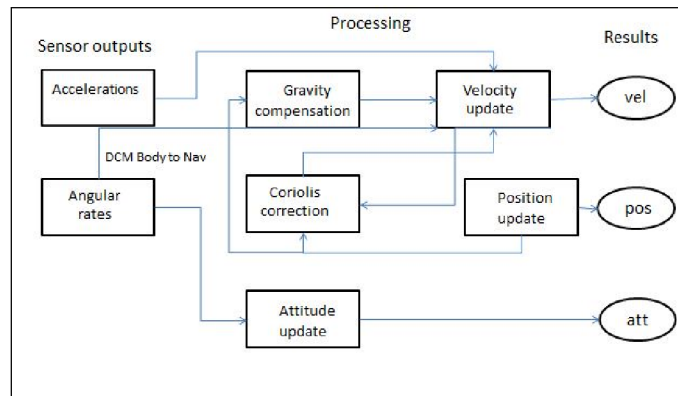 Processing
Sensor outputs
Results
Accelerations
Gravity
compensation
Velocity
update
vel
DCM Body to Nav
Angular
rates
Coriolis
correction
Position
update
pos
Attitude
update
att